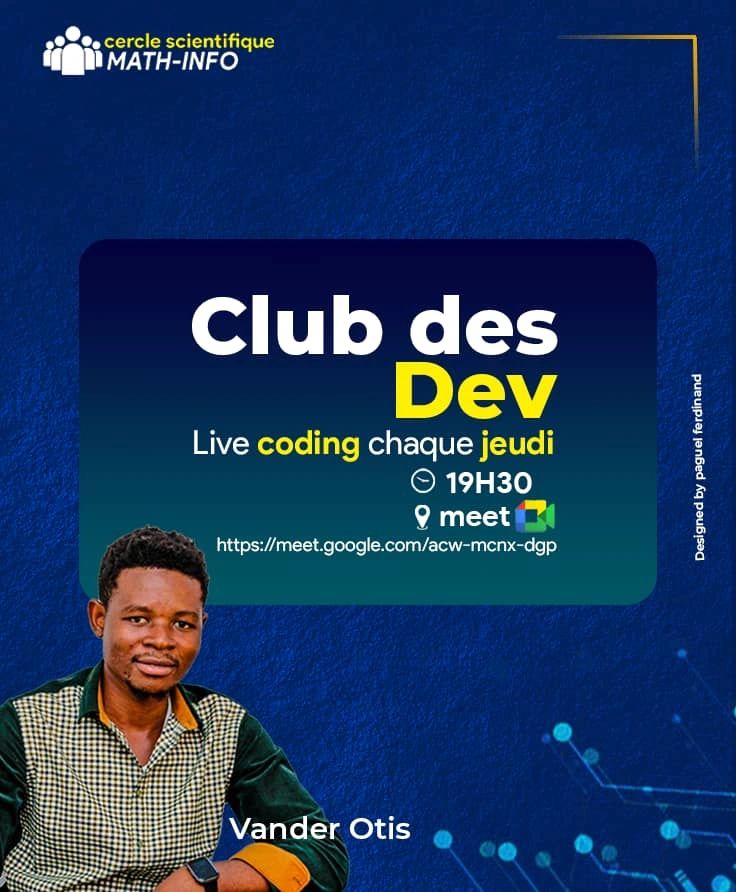 cercle scientifique
MATH-INFO
Club des
Dev
Live coding chaque jeudi
19H30
meet
https://meet.google.com/acw-mcnx-dgp
Designed by paguel ferdinand
Vander Otis